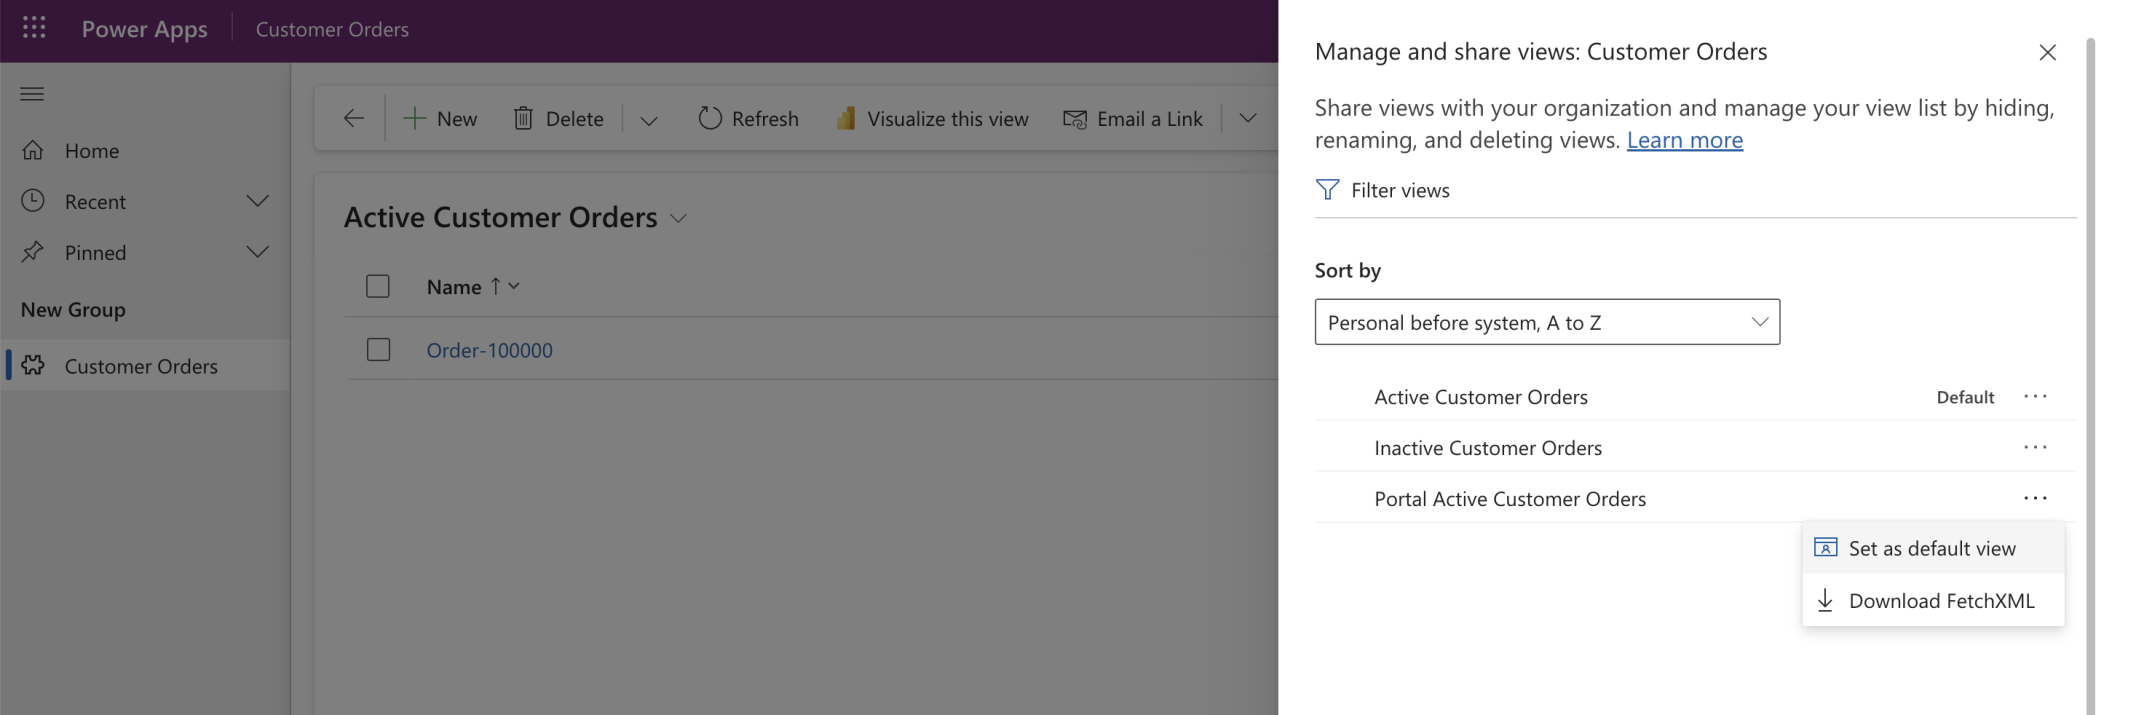 Power Apps
Customer Orders
Home
Recent
Pinned
New Group
Customer Orders
New
Delete
Refresh
Visualize this view
Email a Link
Active Customer Orders
Name
Order-100000
Manage and share views: Customer Orders
Share views with your organization and manage your view list by hiding,
renaming, and deleting views. Learn more
Filter views
Sort by
Personal before system, A to Z
Active Customer Orders Default
Inactive Customer Orders
Portal Active Customer Orders
Set as default view
Download FetchXML